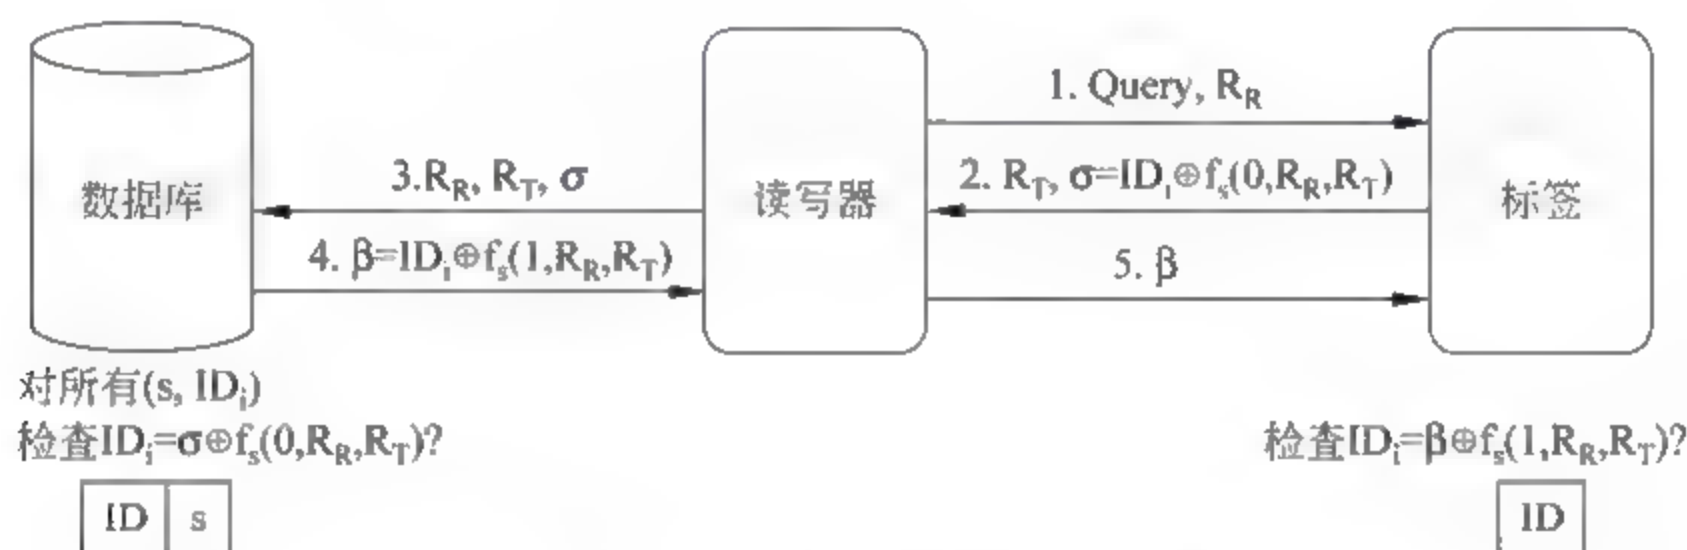 1. Query, R_R
3.R_R, R_T, σ
2. R_T, σ=ID_i⊕f_s(0,R_R,R_T)
数据库
读写器
标签
4. β=ID_i⊕f_s(1,R_R,R_T)
5. β
对所有(s, ID_i)
检查ID_i=σ⊕f_s(0,R_R,R_T)?
检查ID_i=β⊕f_s(1,R_R,R_T)?
ID s
ID